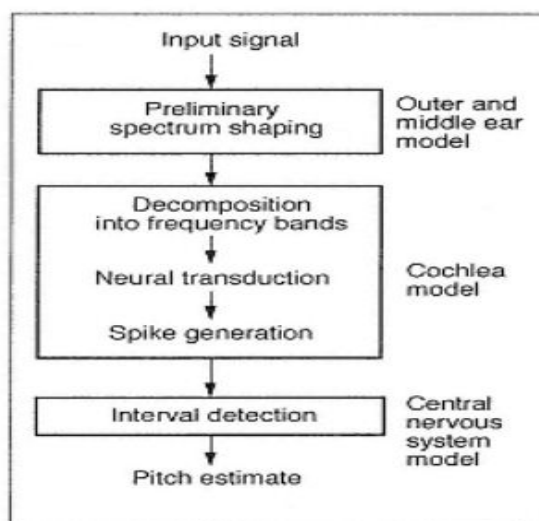 Input signal
Preliminary
spectrum shaping
Outer and
middle ear
model
Decomposition
into frequency bands
Neural transduction
Spike generation
Cochlea
model
Interval detection
Central
nervous
system
model
Pitch estimate